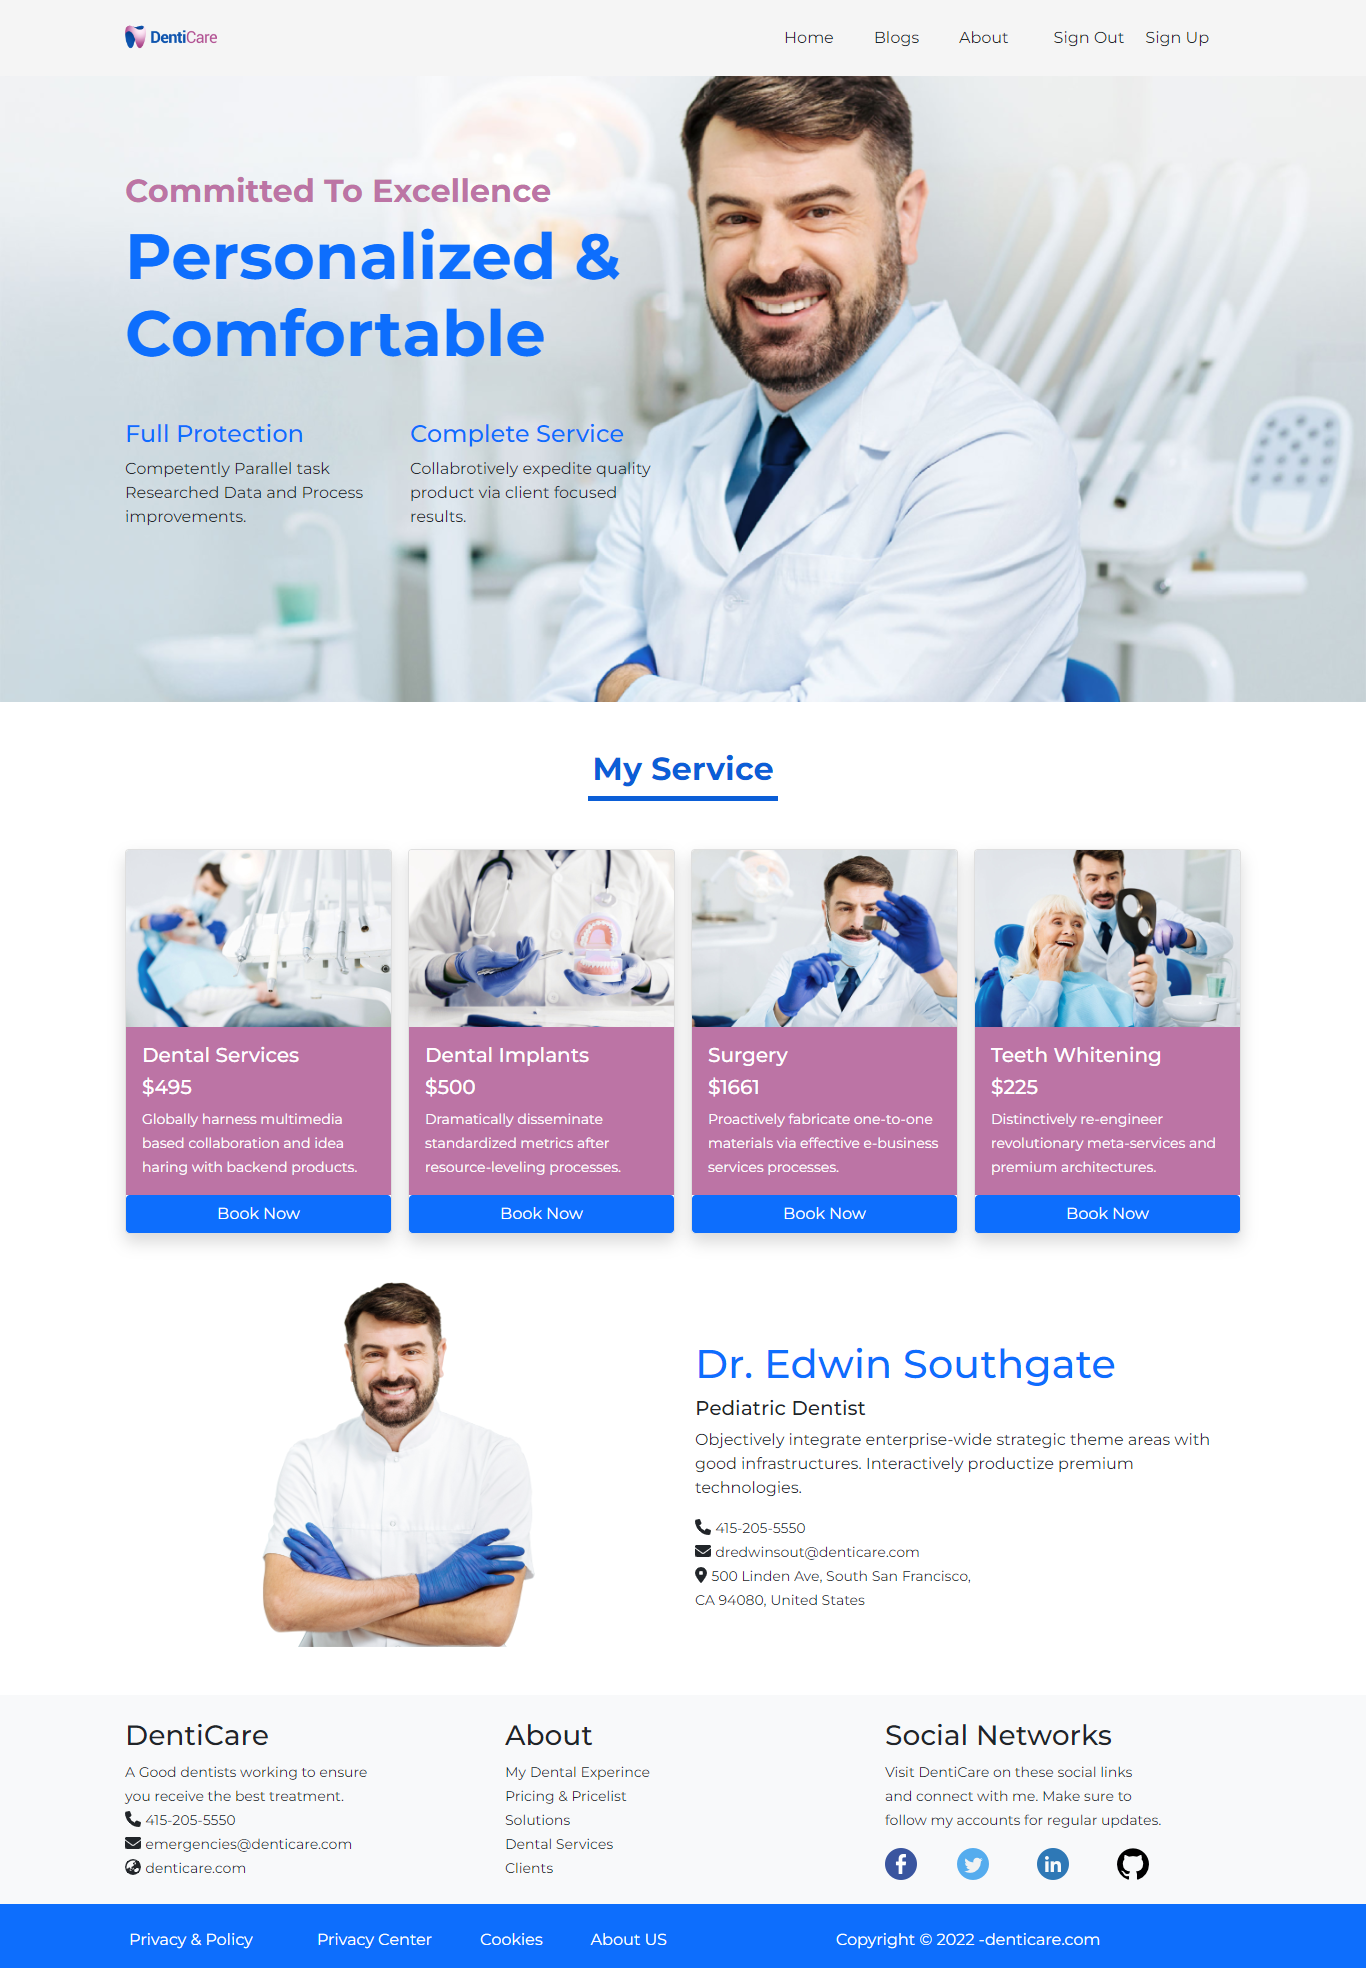 DentiCare
Home Blogs About Sign Out Sign Up
Committed To Excellence
Personalized &
Comfortable
Full Protection
Competently Parallel task
Researched Data and Process
improvements.
Complete Service
Collabrotively expedite quality
product via client focused
results.
My Service
Dental Services
$495
Globally harness multimedia
based collaboration and idea
haring with backend products.
Book Now
Dental Implants
$500
Dramatically disseminate
standardized metrics after
resource-leveling processes.
Book Now
Surgery
$1661
Proactively fabricate one-to-one
materials via effective e-business
services processes.
Book Now
Teeth Whitening
$225
Distinctively re-engineer
revolutionary meta-services and
premium architectures.
Book Now
Dr. Edwin Southgate
Pediatric Dentist
Objectively integrate enterprise-wide strategic theme areas with
good infrastructures. Interactively productize premium
technologies.
415-205-5550
dredwinsout@denticare.com
500 Linden Ave, South San Francisco,
CA 94080, United States
DentiCare
A Good dentists working to ensure
you receive the best treatment.
415-205-5550
emergencies@denticare.com
denticare.com
About
My Dental Experince
Pricing & Pricelist
Solutions
Dental Services
Clients
Social Networks
Visit DentiCare on these social links
and connect with me. Make sure to
follow my accounts for regular updates.
Privacy & Policy Privacy Center Cookies About US Copyright © 2022 -denticare.com